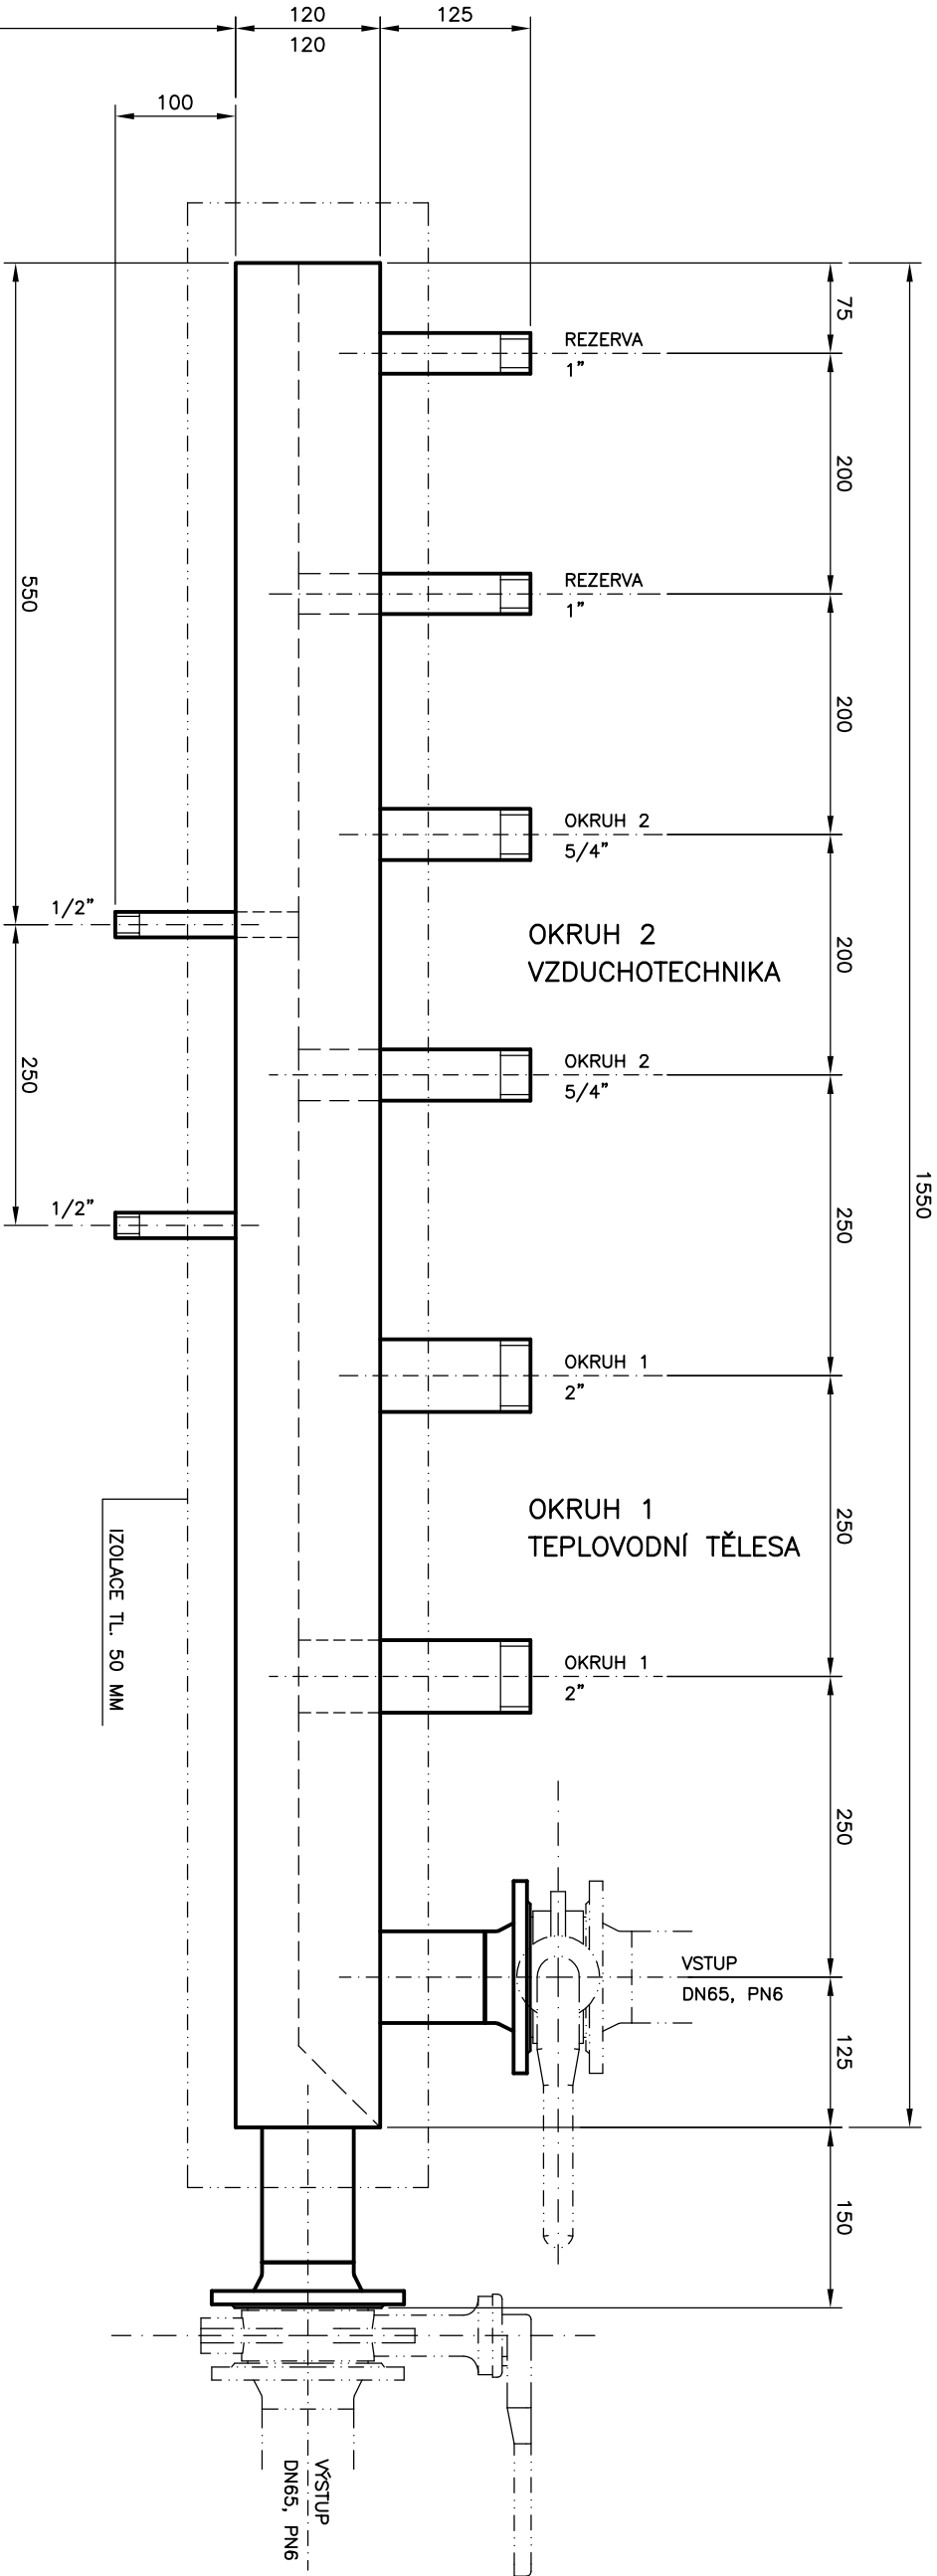 120
120
125
100
75
REZERVA
1"
200
REZERVA
1"
550
200
OKRUH 2
5/4"
1/2"
OKRUH 2
VZDUCHOTECHNIKA
200
OKRUH 2
5/4"
250
1550
1/2"
250
OKRUH 1
2"
OKRUH 1
TEPLOVODNÍ TĚLESA
250
IZOLACE TL. 50 MM
OKRUH 1
2"
250
VSTUP
DN65, PN6
125
150
VÝSTUP
DN65, PN6